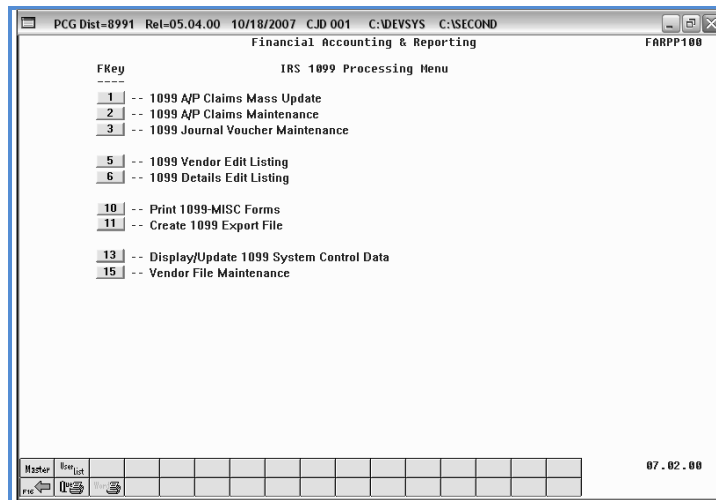 PCG Dist=8991 Rel=05.04.00 10/18/2007 CJD 001 C:\DEVSYS C:\SECOND
Financial Accounting & Reporting FARPP100
FKey IRS 1099 Processing Menu
----
1 -- 1099 A/P Claims Mass Update
2 -- 1099 A/P Claims Maintenance
3 -- 1099 Journal Voucher Maintenance
5 -- 1099 Vendor Edit Listing
6 -- 1099 Details Edit Listing
10 -- Print 1099-MISC Forms
11 -- Create 1099 Export File
13 -- Display/Update 1099 System Control Data
15 -- Vendor File Maintenance
Master User List 07.02.00
F16 Que Word